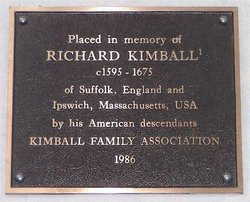 Placed in memory of
RICHARD KIMBALL¹
c1595 - 1675
of Suffolk, England and
Ipswich, Massachusetts, USA
by his American descendants
KIMBALL FAMILY ASSOCIATION
1986